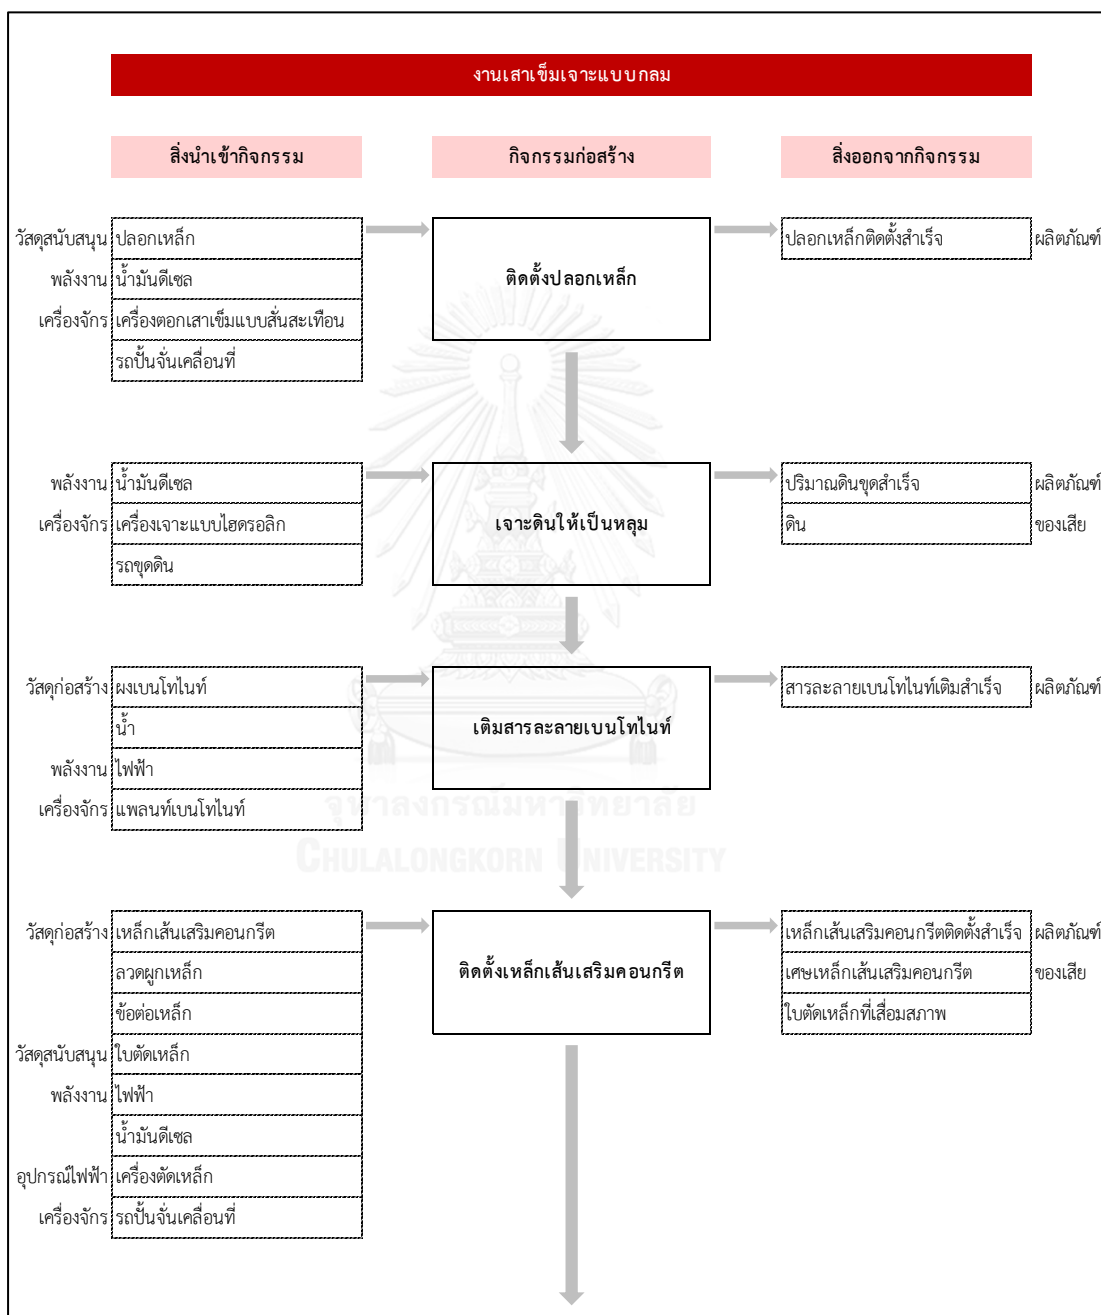 งานเสาเข็มเจาะแบบกลม
สิ่งนำเข้ากิจกรรม กิจกรรมก่อสร้าง สิ่งออกจากกิจกรรม
วัสดุสนับสนุน ปลอกเหล็ก ปลอกเหล็กติดตั้งสำเร็จ ผลิตภัณฑ์
พลังงาน น้ำมันดีเซล ติดตั้งปลอกเหล็ก
เครื่องจักร เครื่องตอกเสาเข็มแบบสั่นสะเทือน
รถปั้นจั่นเคลื่อนที่
พลังงาน น้ำมันดีเซล ปริมาณดินขุดสำเร็จ ผลิตภัณฑ์
เครื่องจักร เครื่องเจาะแบบไฮดรอลิก เจาะดินให้เป็นหลุม ดิน ของเสีย
รถขุดดิน
วัสดุก่อสร้าง ผงเบนโทไนท์ สารละลายเบนโทไนท์เติมสำเร็จ ผลิตภัณฑ์
น้ำ เติมสารละลายเบนโทไนท์
พลังงาน ไฟฟ้า
เครื่องจักร แพลนท์เบนโทไนท์
จุฬาลงกรณ์มหาวิทยาลัย
CHULALONGKORN UNIVERSITY
วัสดุก่อสร้าง เหล็กเส้นเสริมคอนกรีต เหล็กเส้นเสริมคอนกรีตติดตั้งสำเร็จ ผลิตภัณฑ์
ลวดผูกเหล็ก ติดตั้งเหล็กเส้นเสริมคอนกรีต เศษเหล็กเส้นเสริมคอนกรีต ของเสีย
ข้อต่อเหล็ก ใบตัดเหล็กที่เสื่อมสภาพ
วัสดุสนับสนุน ใบตัดเหล็ก
พลังงาน ไฟฟ้า
น้ำมันดีเซล
อุปกรณ์ไฟฟ้า เครื่องตัดเหล็ก
เครื่องจักร รถปั้นจั่นเคลื่อนที่